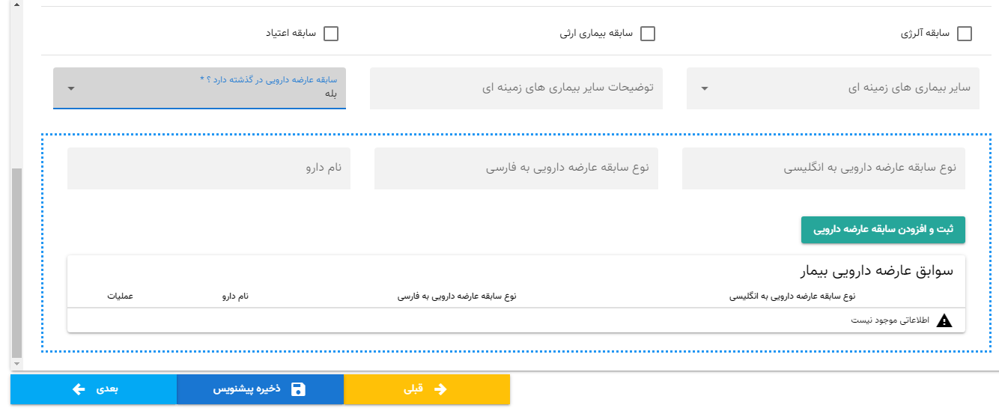 سابقه آلرژی
سابقه بیماری ارثی
سابقه اعتیاد
سایر بیماری های زمینه ای
توضیحات سایر بیماری های زمینه ای
سابقه عارضه دارویی در گذشته دارد ؟ *
بله
نوع سابقه عارضه دارویی به انگلیسی
نوع سابقه عارضه دارویی به فارسی
نام دارو
ثبت و افزودن سابقه عارضه دارویی
سوابق عارضه دارویی بیمار
نوع سابقه عارضه دارویی به انگلیسی
نوع سابقه عارضه دارویی به فارسی
نام دارو
عملیات
اطلاعاتی موجود نیست
قبلی
ذخیره پیشنویس
بعدی